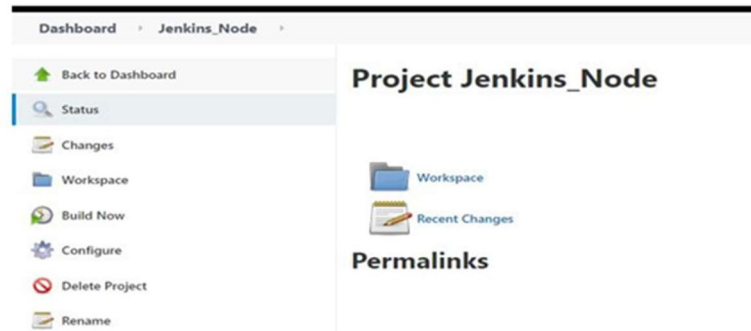 Dashboard Jenkins_Node
Back to Dashboard
Status
Changes
Workspace
Build Now
Configure
Delete Project
Rename
Project Jenkins_Node
Workspace
Recent Changes
Permalinks